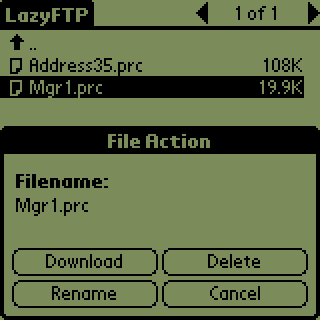 LazyFTP 1 of 1
..
Address35.prc 108K
Mgr1.prc 19.9K
File Action
Filename:
Mgr1.prc
Download Delete
Rename Cancel